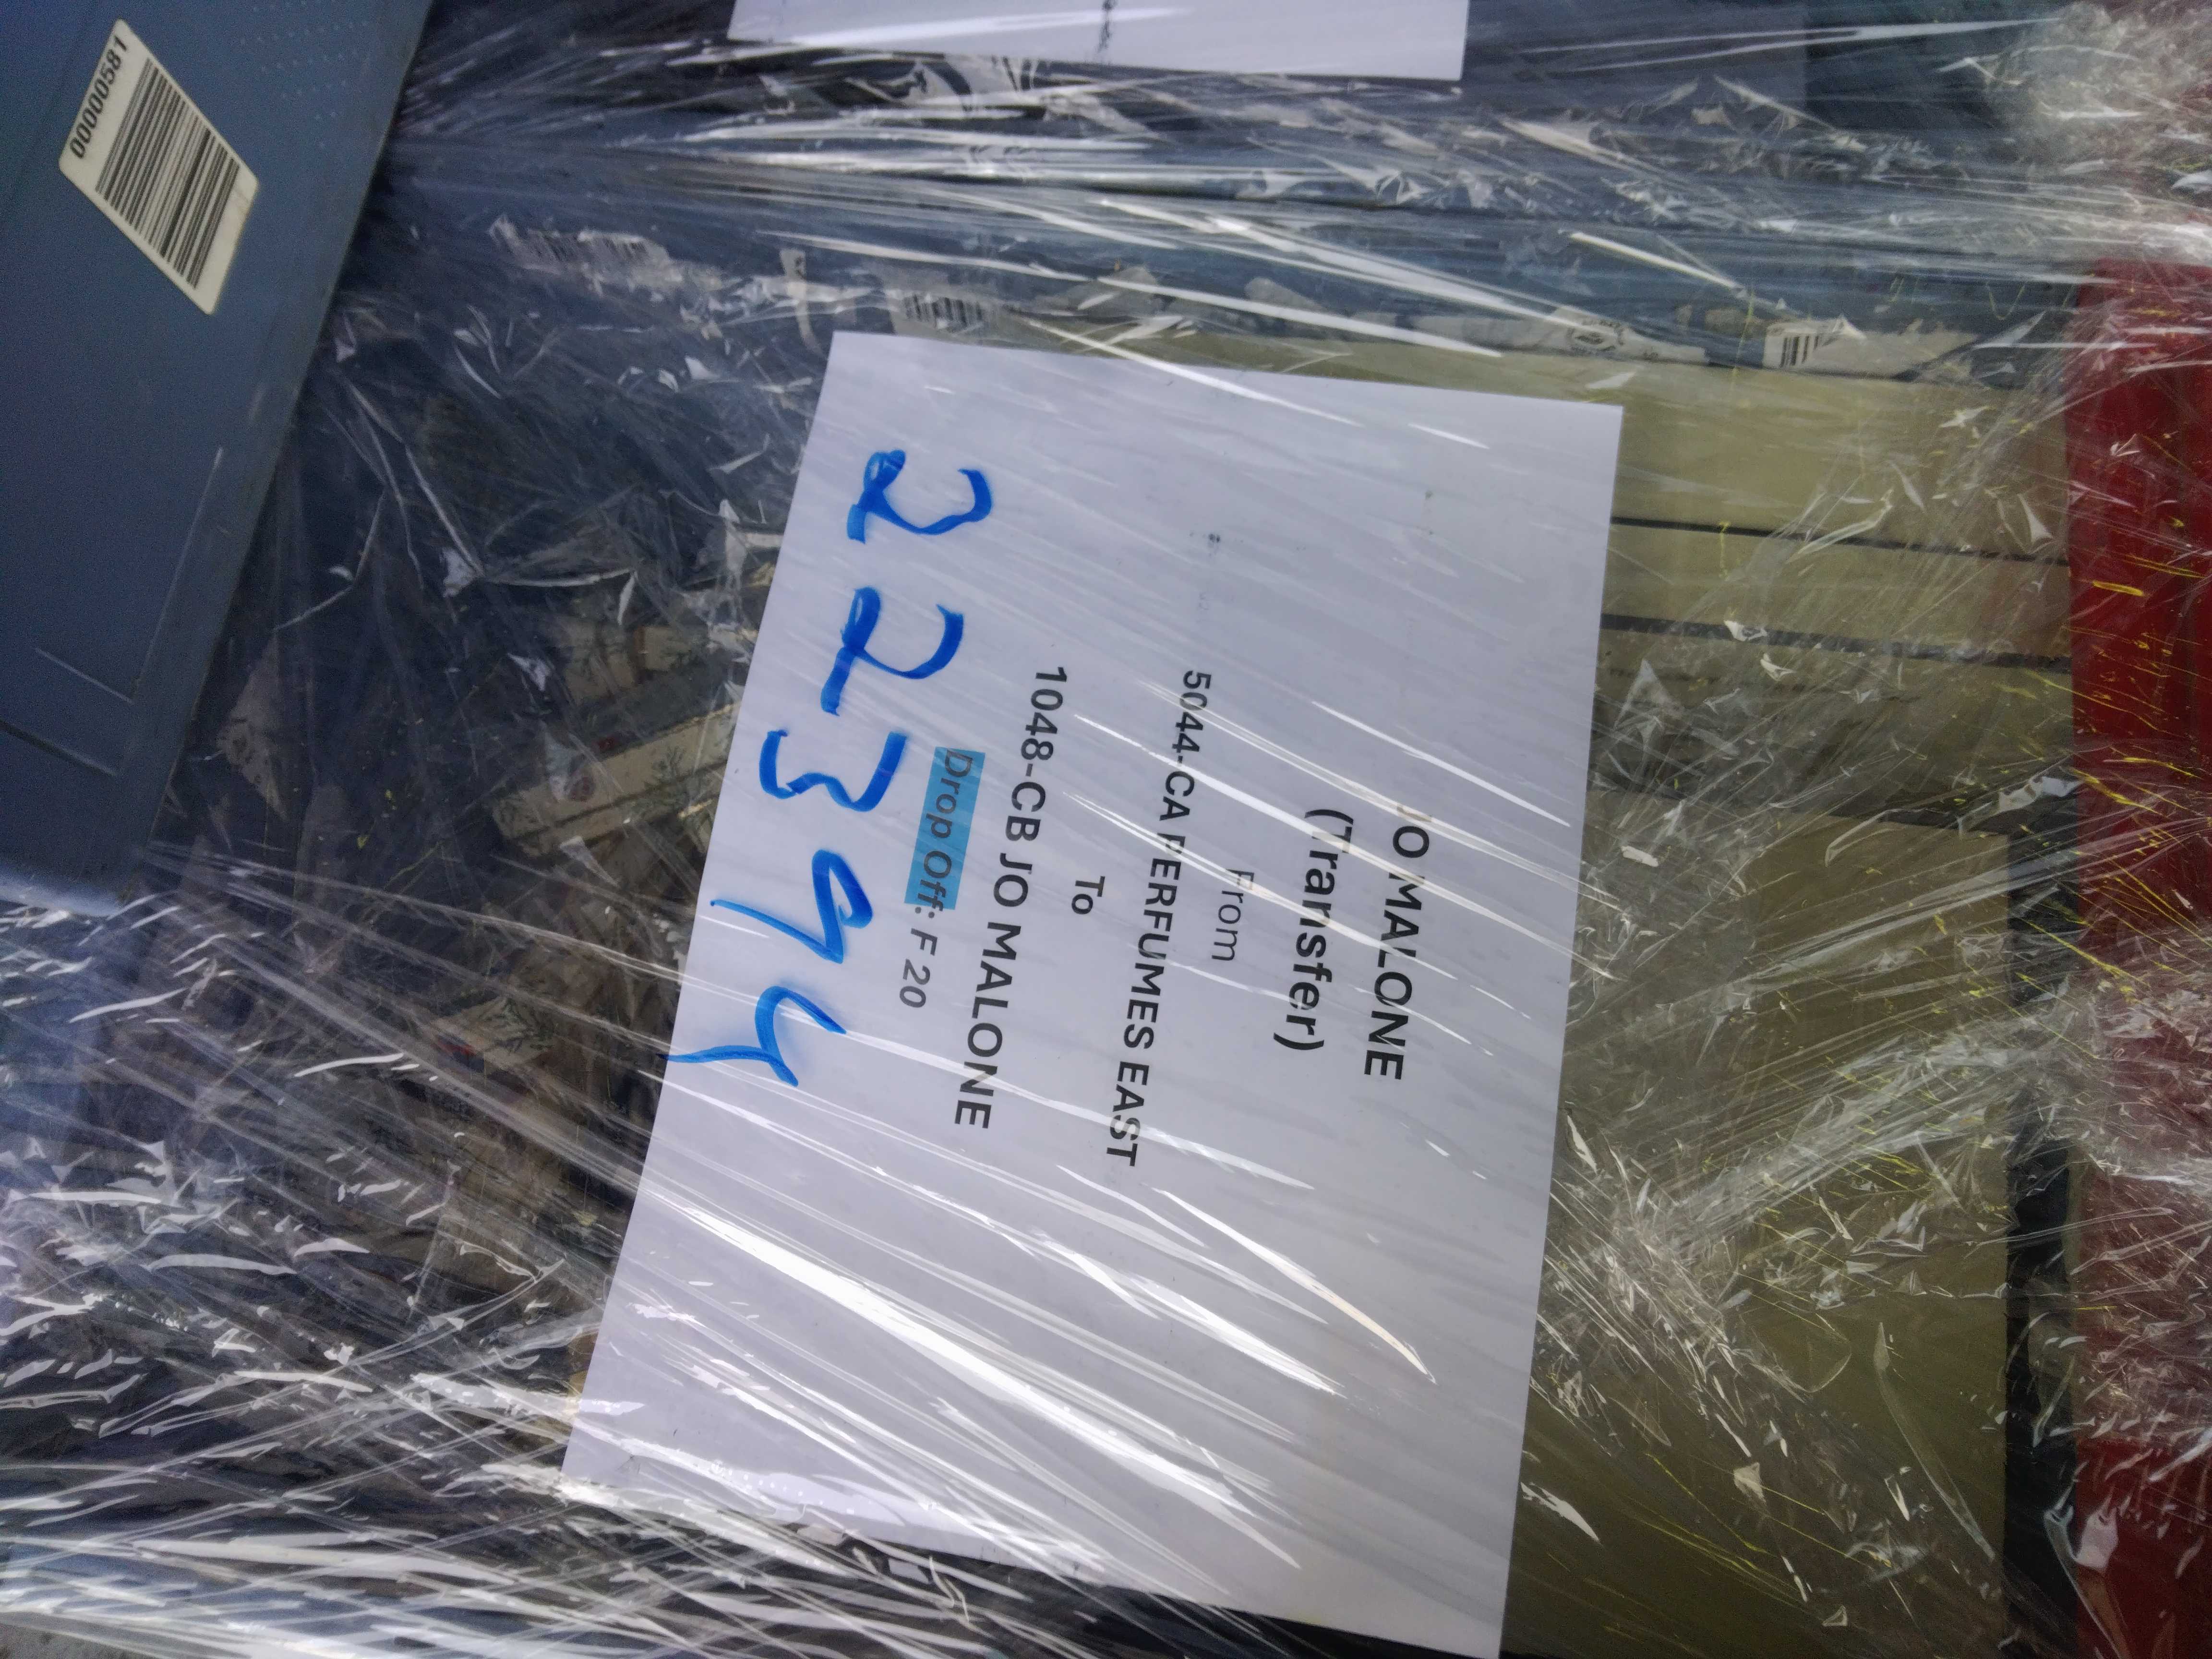 JO MALONE
(Transfer)
From
5044-CA PERFUMES EAST
To
1048-CB JO MALONE
Drop Off: F 20
22394
00000581